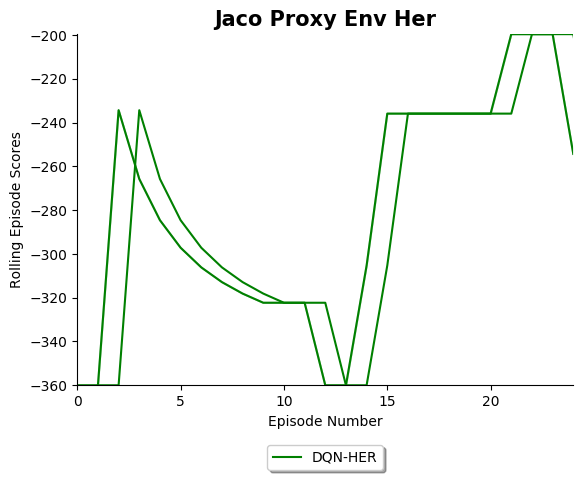 Jaco Proxy Env Her
Rolling Episode Scores
−200
−220
−240
−260
−280
−300
−320
−340
−360
0 5 10 15 20
Episode Number
DQN-HER